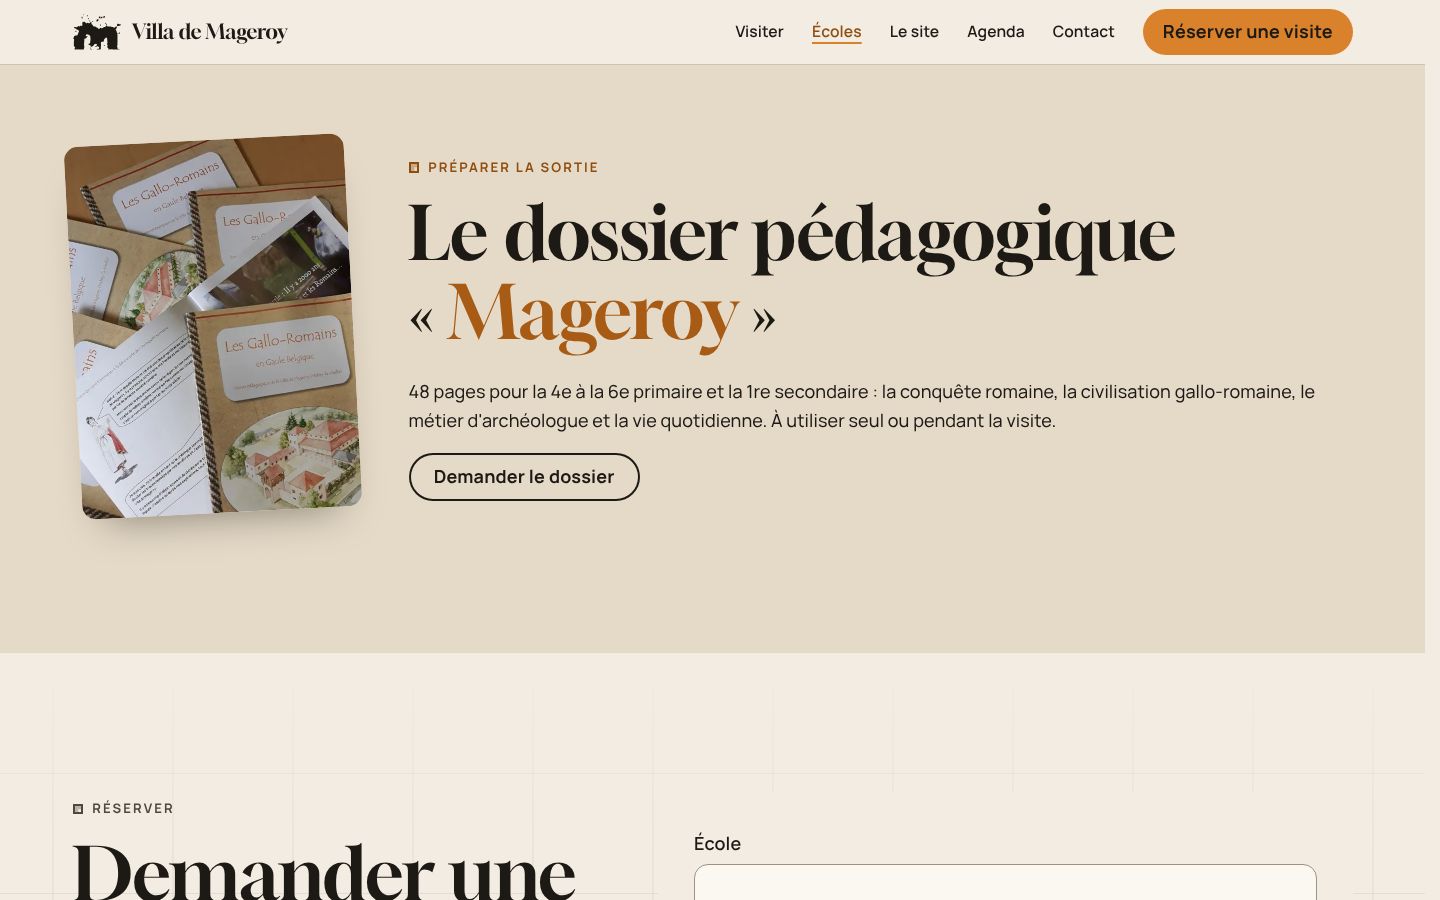 Villa de Mageroy
Visiter
Écoles
Le site
Agenda
Contact
Réserver une visite
PRÉPARER LA SORTIE
Le dossier pédagogique
« Mageroy »
48 pages pour la 4e à la 6e primaire et la 1re secondaire : la conquête romaine, la civilisation gallo-romaine, le
métier d'archéologue et la vie quotidienne. À utiliser seul ou pendant la visite.
Demander le dossier
Les Gallo-Romains
Les Gallo-R
Les Gallo-Romains
en Gaule Belgique
RÉSERVER
Demander une
École